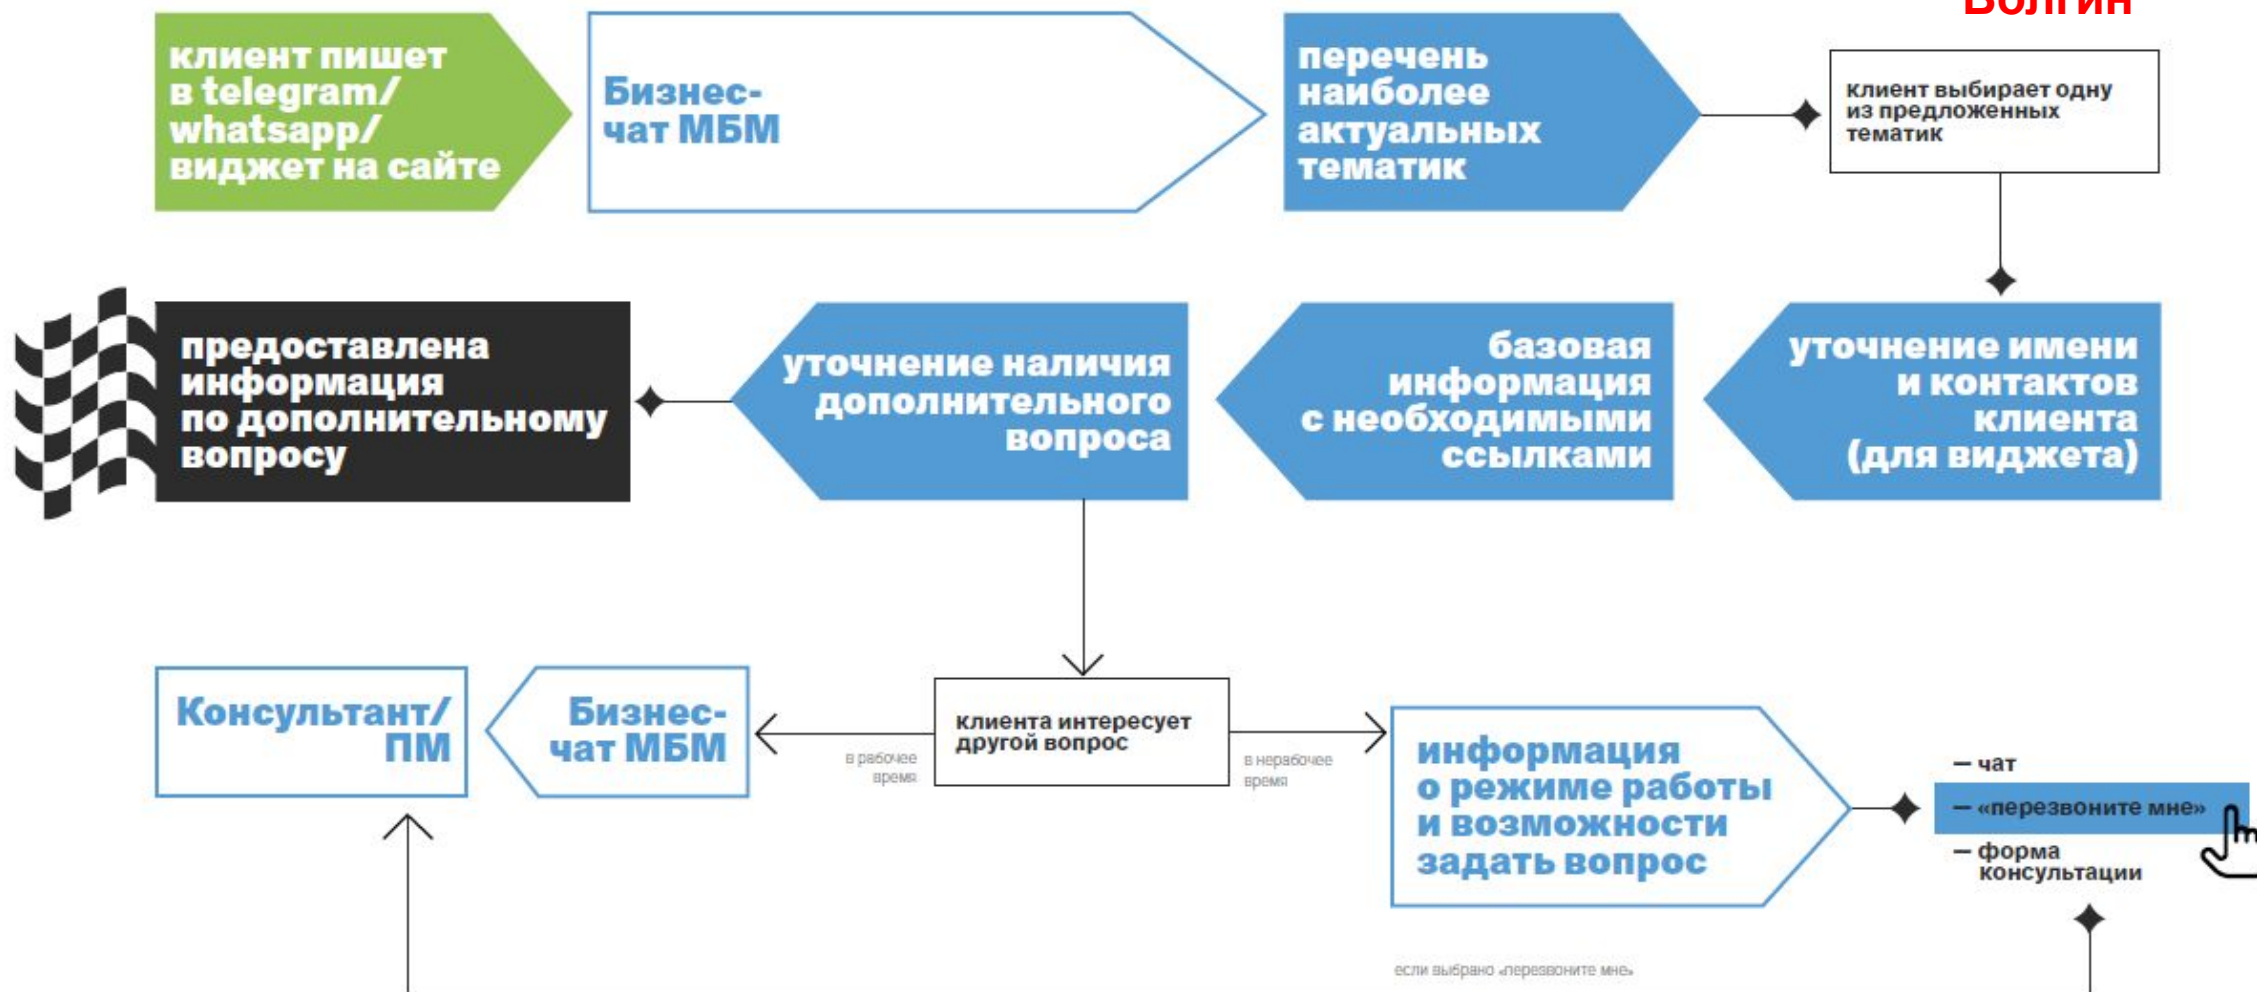 Волгин
клиент пишет
в telegram/
whatsapp/
виджет на сайте
Бизнес-
чат МБМ
перечень
наиболее
актуальных
тематик
клиент выбирает одну
из предложенных
тематик
предоставлена
информация
по дополнительному
вопросу
уточнение наличия
дополнительного
вопроса
базовая
информация
с необходимыми
ссылками
уточнение имени
и контактов
клиента
(для виджета)
Консультант/
ПМ
Бизнес-
чат МБМ
в рабочее
время
клиента интересует
другой вопрос
в нерабочее
время
информация
о режиме работы
и возможности
задать вопрос
— чат
— «перезвоните мне»
— форма
консультации
если выбрано «перезвоните мне»